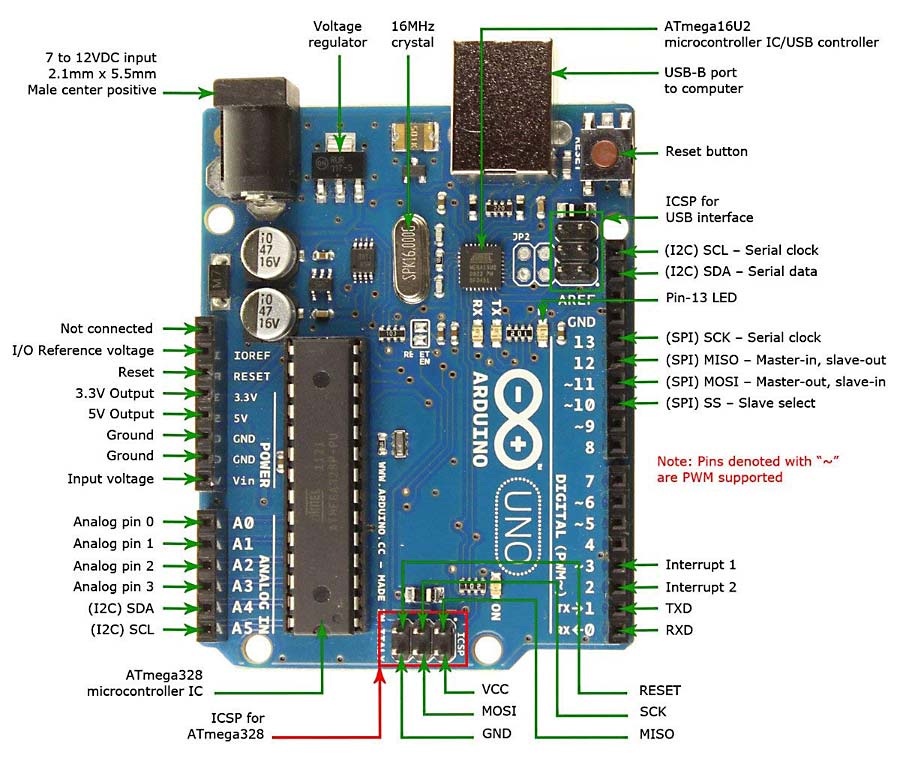 Voltage
regulator
16MHz
crystal
ATmega16U2
microcontroller IC/USB controller
7 to 12VDC input
2.1mm x 5.5mm
Male center positive
USB-B port
to computer
Reset button
ICSP for
USB interface
(I2C) SCL – Serial clock
(I2C) SDA – Serial data
Pin-13 LED
(SPI) SCK – Serial clock
(SPI) MISO – Master-in, slave-out
(SPI) MOSI – Master-out, slave-in
(SPI) SS – Slave select
Note: Pins denoted with “~”
are PWM supported
Interrupt 1
Interrupt 2
TXD
RXD
Not connected
I/O Reference voltage
Reset
3.3V Output
5V Output
Ground
Ground
Input voltage
Analog pin 0
Analog pin 1
Analog pin 2
Analog pin 3
(I2C) SDA
(I2C) SCL
ATmega328
microcontroller IC
ICSP for
ATmega328
VCC
MOSI
GND
RESET
SCK
MISO
RESET
JP2
SPK16.000
10
47
16V
10
47
16V
RX
TX
AREF
GND
13
12
~11
~10
~9
8
7
~6
~5
4
~3
2
TX→1
RX←0
DIGITAL (PWM~)
IOREF
RESET
3.3V
5V
GND
GND
Vin
POWER
A0
A1
A2
A3
A4
A5
ANALOG IN
ARDUINO
UNO
ON
ICSP
ATMEL
ATMEGA328P-PU
WWW.ARDUINO.CC – MADE